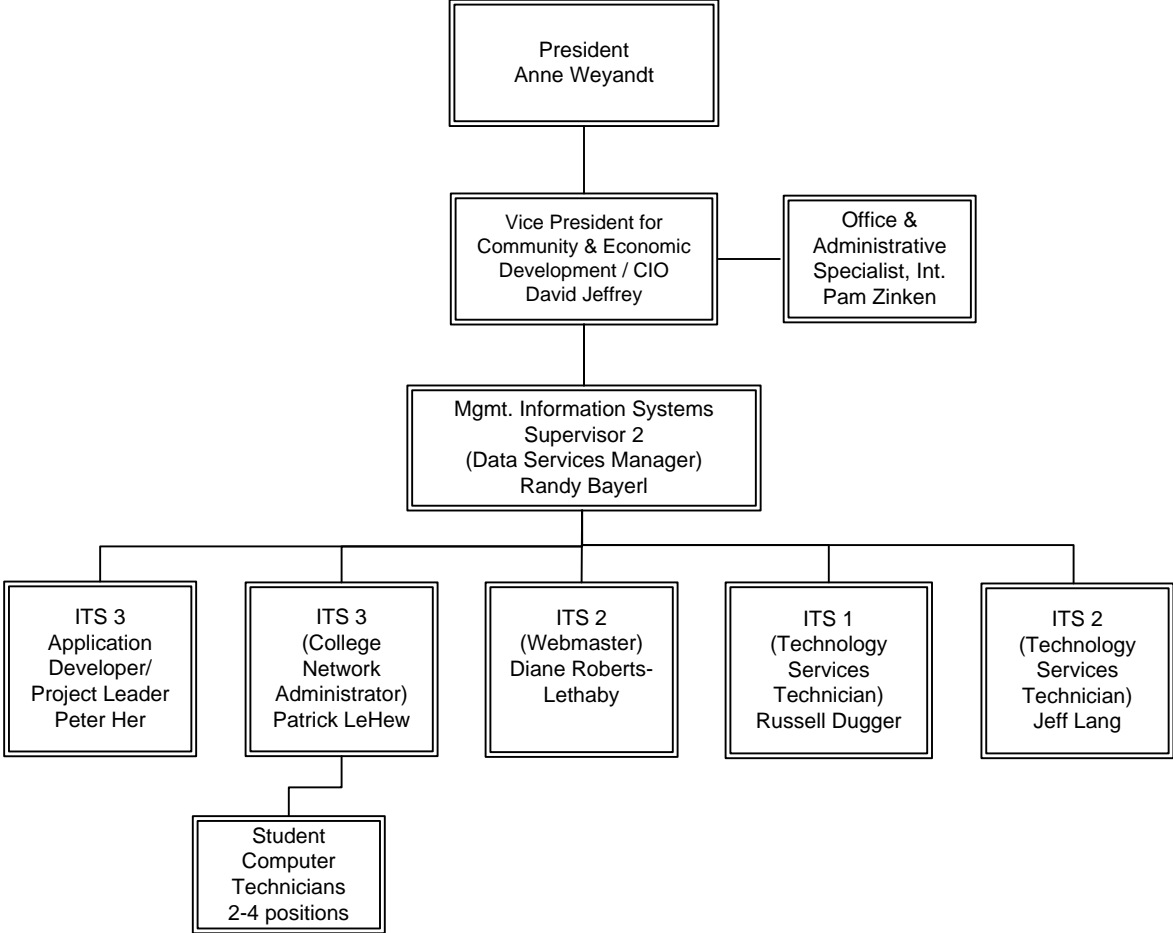 President
Anne Weyandt
Vice President for
Community & Economic
Development / CIO
David Jeffrey
Office &
Administrative
Specialist, Int.
Pam Zinken
Mgmt. Information Systems
Supervisor 2
(Data Services Manager)
Randy Bayerl
ITS 3
Application
Developer/
Project Leader
Peter Her
ITS 3
(College
Network
Administrator)
Patrick LeHew
ITS 2
(Webmaster)
Diane Roberts-
Lethaby
ITS 1
(Technology
Services
Technician)
Russell Dugger
ITS 2
(Technology
Services
Technician)
Jeff Lang
Student
Computer
Technicians
2-4 positions